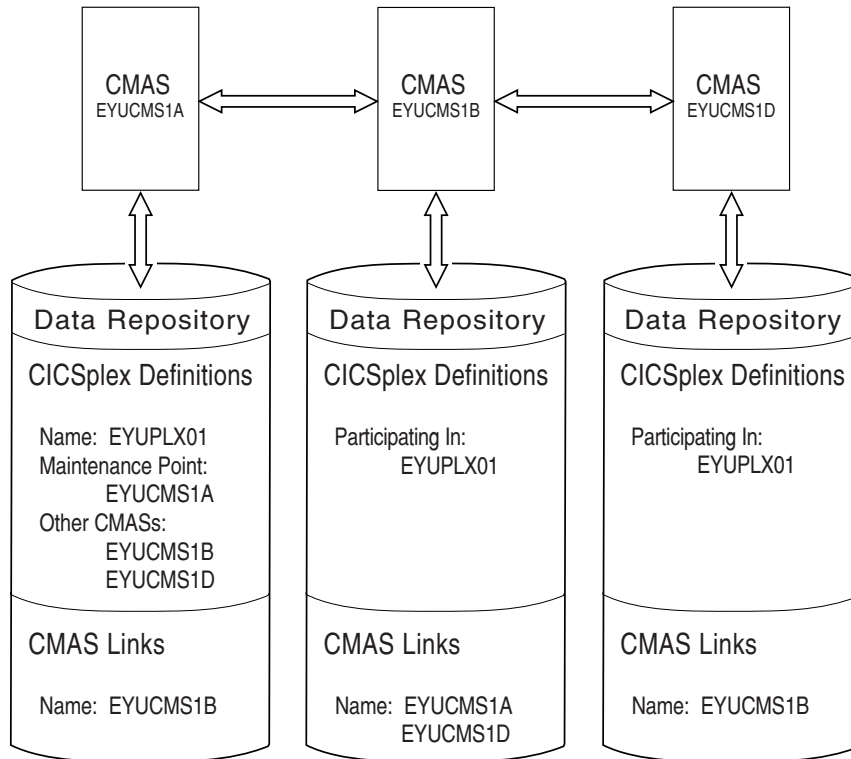 CMAS
EYUCMS1A
CMAS
EYUCMS1B
CMAS
EYUCMS1D
Data Repository
CICSplex Definitions
Name: EYUPLX01
Maintenance Point:
EYUCMS1A
Other CMASs:
EYUCMS1B
EYUCMS1D
CMAS Links
Name: EYUCMS1B
Data Repository
CICSplex Definitions
Participating In:
EYUPLX01
CMAS Links
Name: EYUCMS1A
EYUCMS1D
Data Repository
CICSplex Definitions
Participating In:
EYUPLX01
CMAS Links
Name: EYUCMS1B